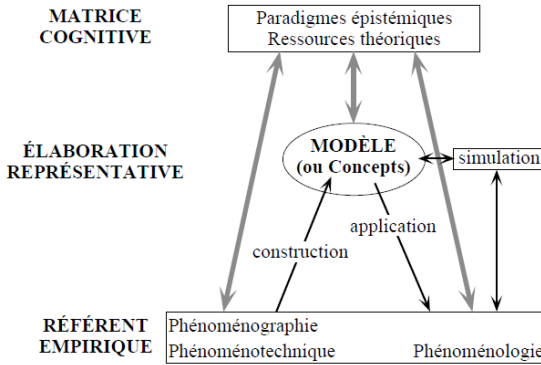 MATRICE
COGNITIVE
Paradigmes épistémiques
Ressources théoriques
ÉLABORATION
REPRÉSENTATIVE
MODÈLE
(ou Concepts)
simulation
construction
application
RÉFÉRENT
EMPIRIQUE
Phénoménographie
Phénoménotechnique
Phénoménologie